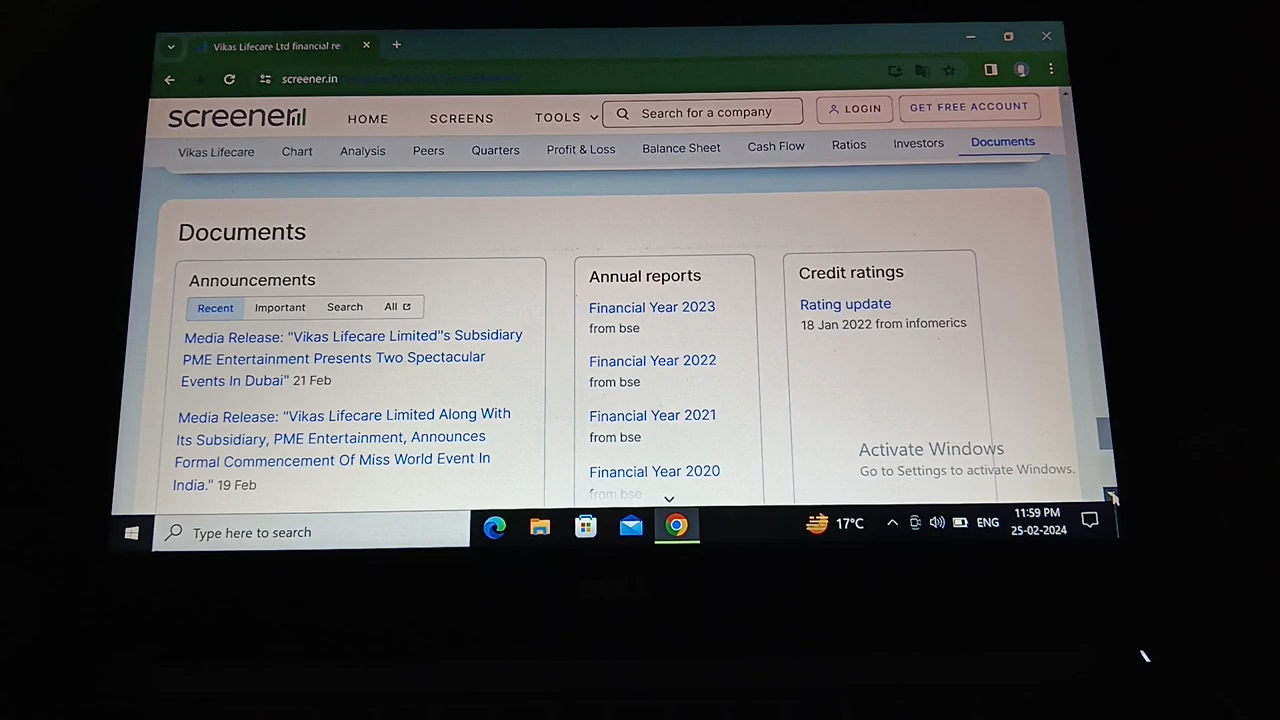 Vikas Lifecare Ltd financial re
screener.in
screener
HOME
SCREENS
TOOLS
Search for a company
LOGIN
GET FREE ACCOUNT
Vikas Lifecare
Chart
Analysis
Peers
Quarters
Profit & Loss
Balance Sheet
Cash Flow
Ratios
Investors
Documents
Documents
Announcements
Recent
Important
Search
All
Media Release: "Vikas Lifecare Limited"s Subsidiary
PME Entertainment Presents Two Spectacular
Events In Dubai" 21 Feb
Media Release: "Vikas Lifecare Limited Along With
Its Subsidiary, PME Entertainment, Announces
Formal Commencement Of Miss World Event In
India." 19 Feb
Annual reports
Financial Year 2023
from bse
Financial Year 2022
from bse
Financial Year 2021
from bse
Financial Year 2020
from bse
Credit ratings
Rating update
18 Jan 2022 from infomerics
Activate Windows
Go to Settings to activate Windows.
Type here to search
17°C
ENG
11:59 PM
25-02-2024
DELL